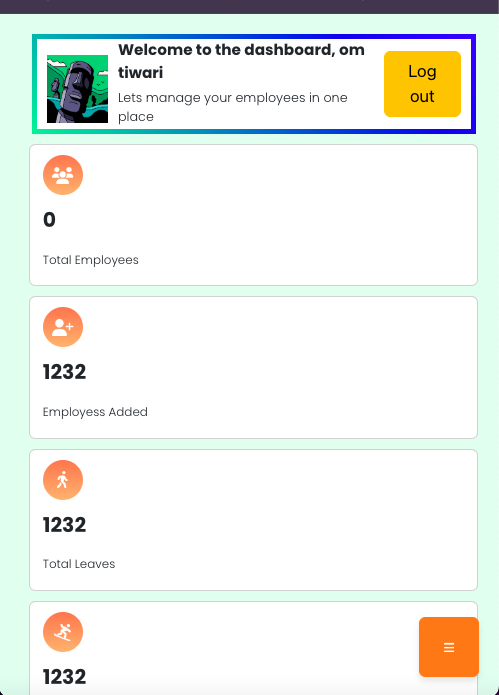 Welcome to the dashboard, om
tiwari
Lets manage your employees in one
place
Log
out
0
Total Employees
1232
Employess Added
1232
Total Leaves
1232